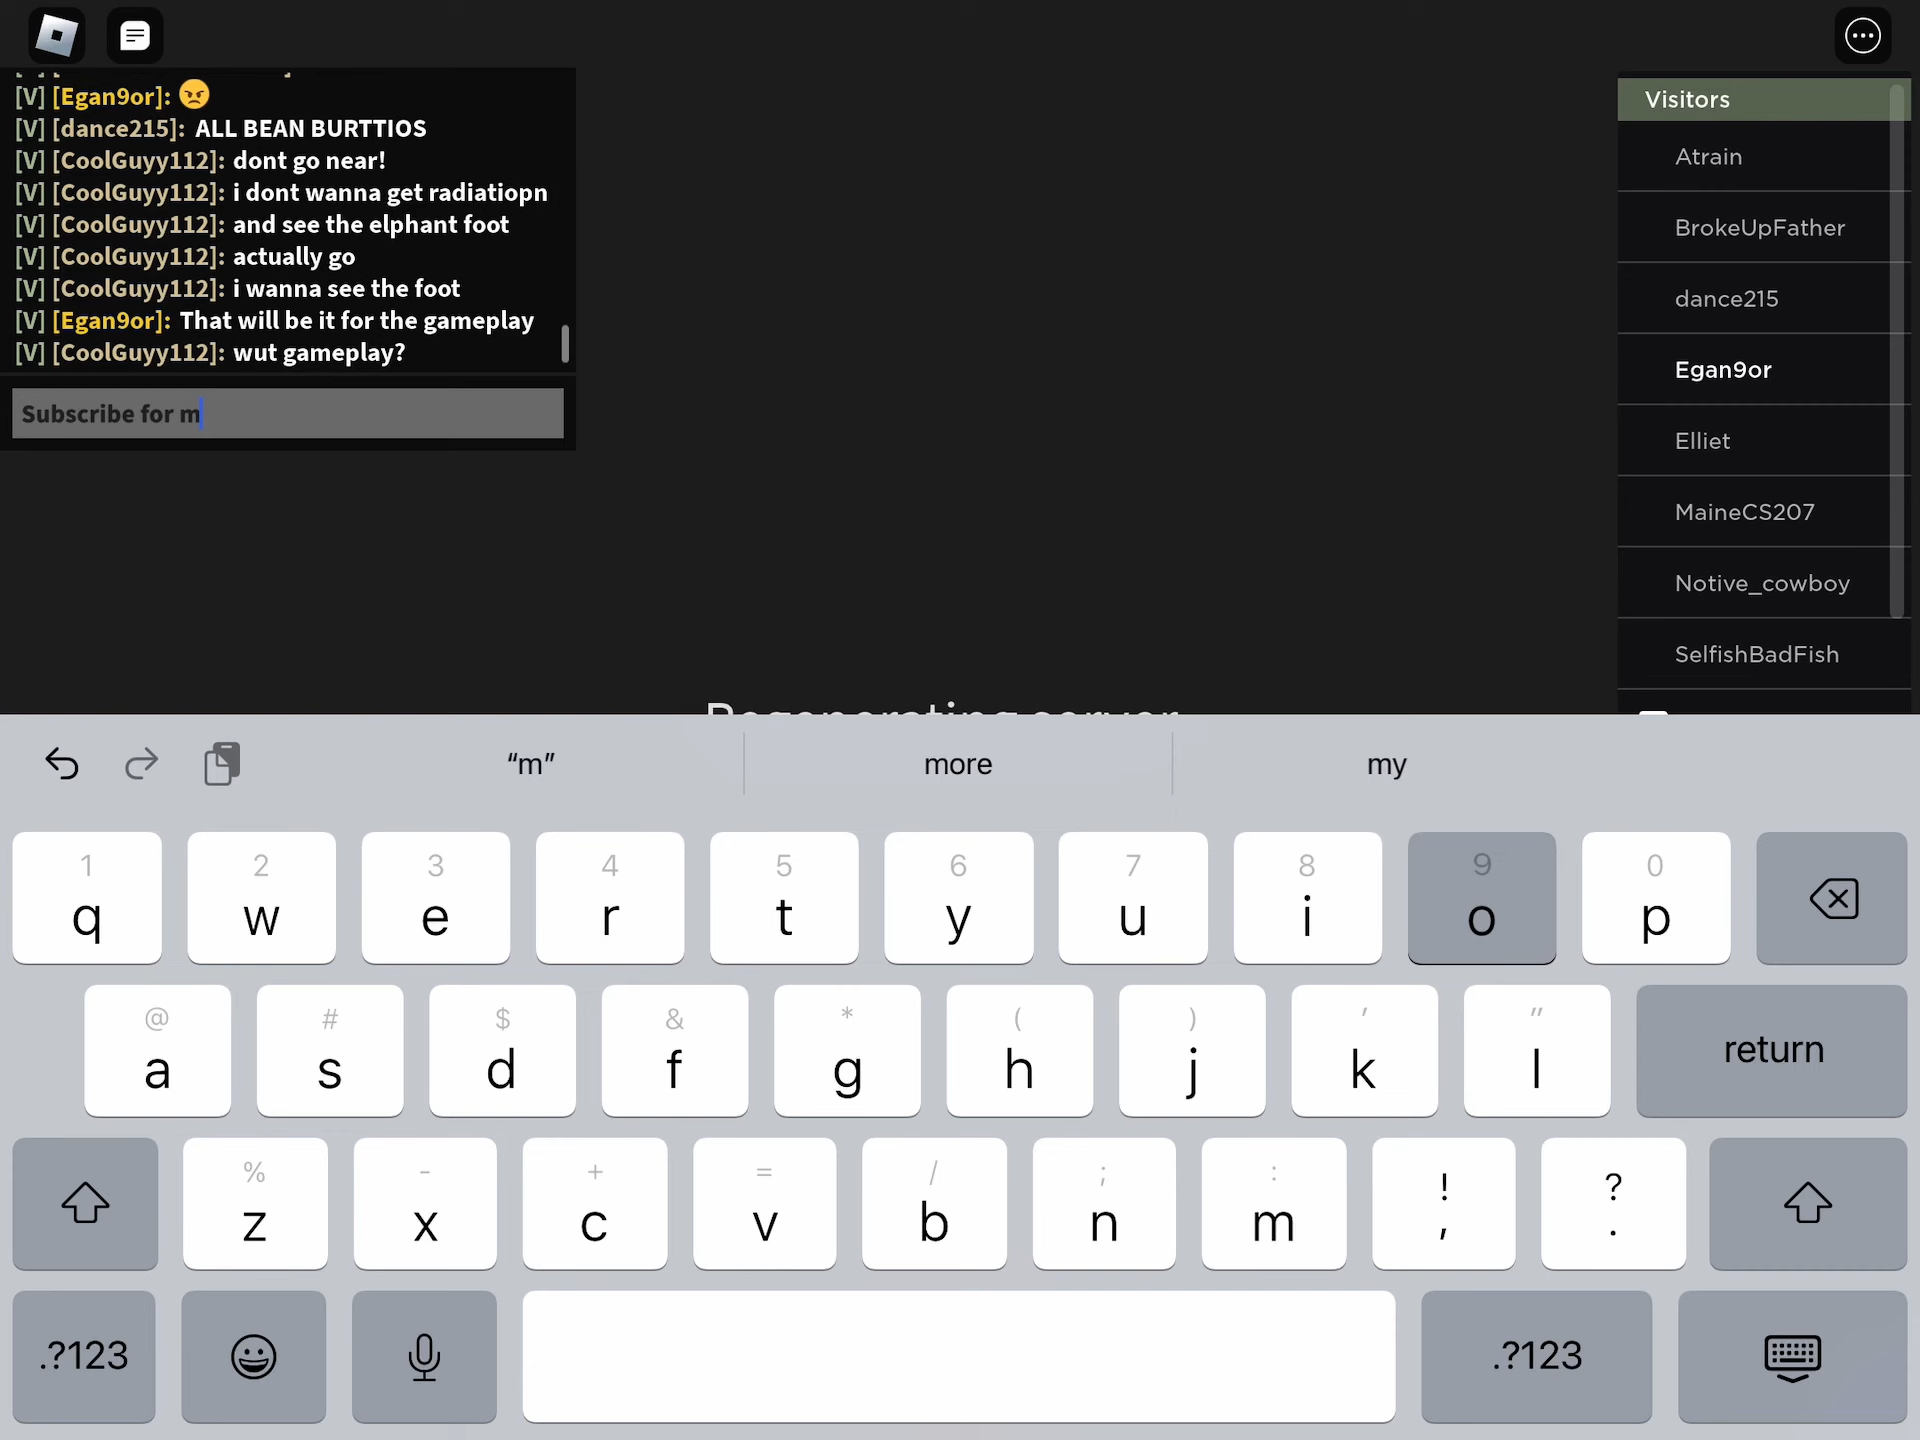 [V] [Egan9or]: 😠
[V] [dance215]: ALL BEAN BURTTIOS
[V] [CoolGuyy112]: dont go near!
[V] [CoolGuyy112]: i dont wanna get radiatiopn
[V] [CoolGuyy112]: and see the elphant foot
[V] [CoolGuyy112]: actually go
[V] [CoolGuyy112]: i wanna see the foot
[V] [Egan9or]: That will be it for the gameplay
[V] [CoolGuyy112]: wut gameplay?
Subscribe for m
Visitors
Atrain
BrokeUpFather
dance215
Egan9or
Elliet
MaineCS207
Notive_cowboy
SelfishBadFish
Regenerating server
“m” more my
1 2 3 4 5 6 7 8 9 0
q w e r t y u i o p
@ # $ & * ( ) ' "
a s d f g h j k l return
% - + = / ; : ! ?
z x c v b n m , .
.?123 .?123